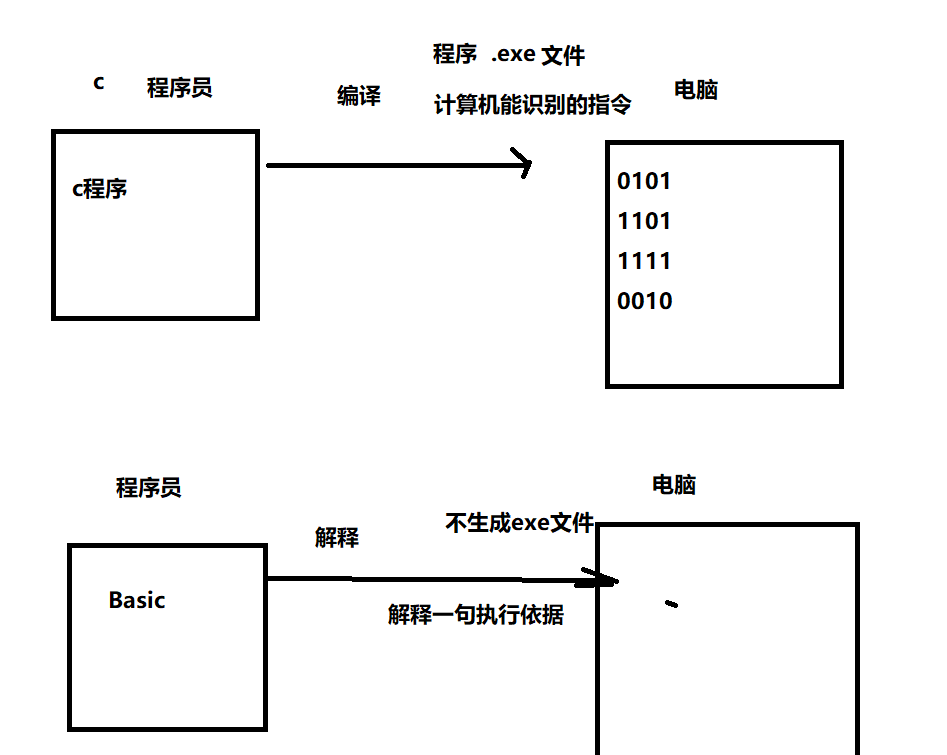 程序 .exe 文件
c 程序员
编译
计算机能识别的指令
电脑
c程序
0101
1101
1111
0010
程序员
电脑
不生成exe文件
解释
Basic
解释一句执行依据